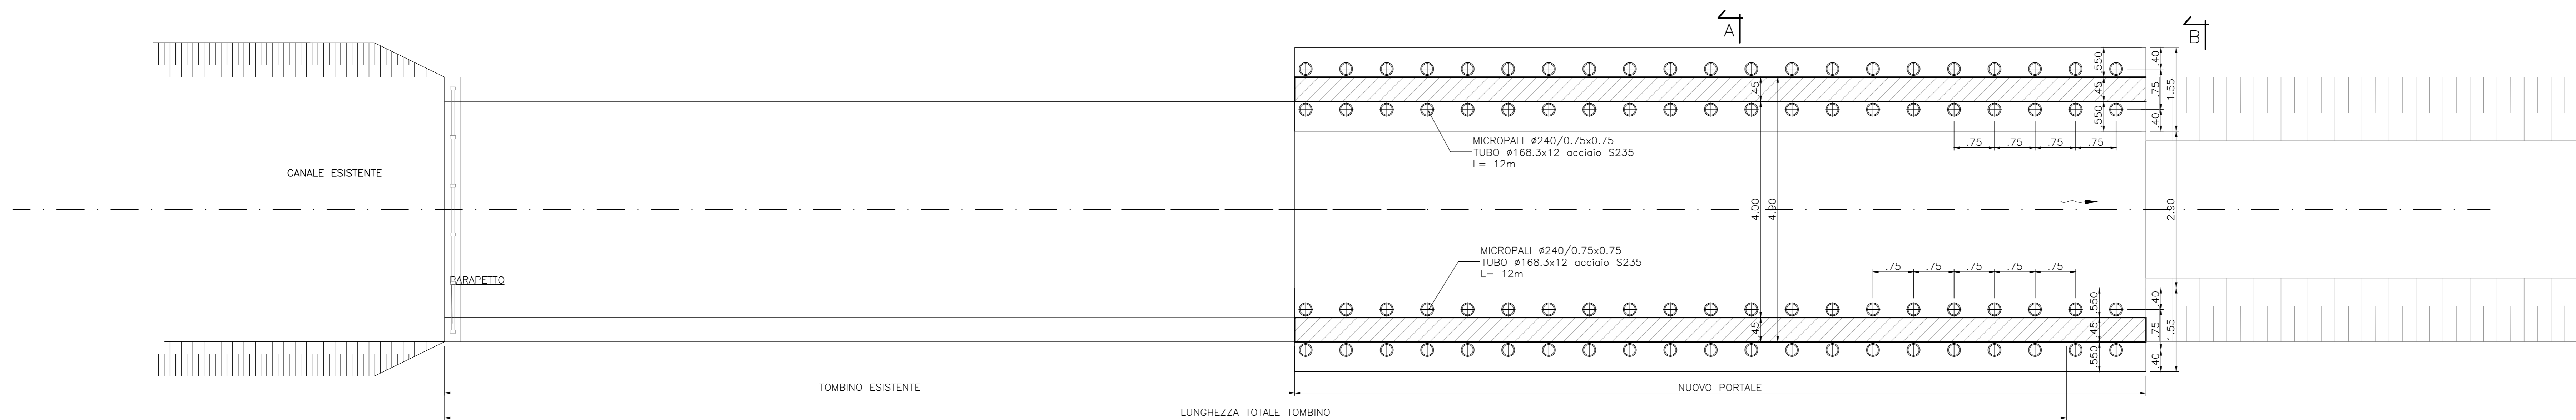 A
B
.550
.40
.45
.45
.75
1.55
.550
.40
MICROPALI ø240/0.75x0.75
TUBO ø168.3x12 acciaio S235
L= 12m
.75 .75 .75 .75
CANALE ESISTENTE
4.00
4.90
2.90
MICROPALI ø240/0.75x0.75
TUBO ø168.3x12 acciaio S235
L= 12m
.75 .75 .75 .75 .75
PARAPETTO
.550
.40
.45
.45
.75
1.55
.550
.40
TOMBINO ESISTENTE
NUOVO PORTALE
LUNGHEZZA TOTALE TOMBINO